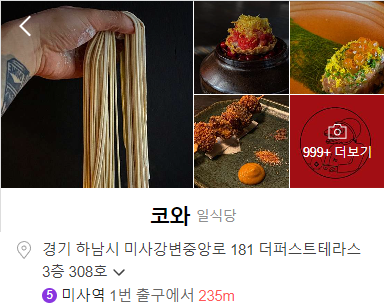 999+ 더보기
코와 일식당
경기 하남시 미사강변중앙로 181 더퍼스트테라스
3층 308호
5 미사역 1번 출구에서 235m